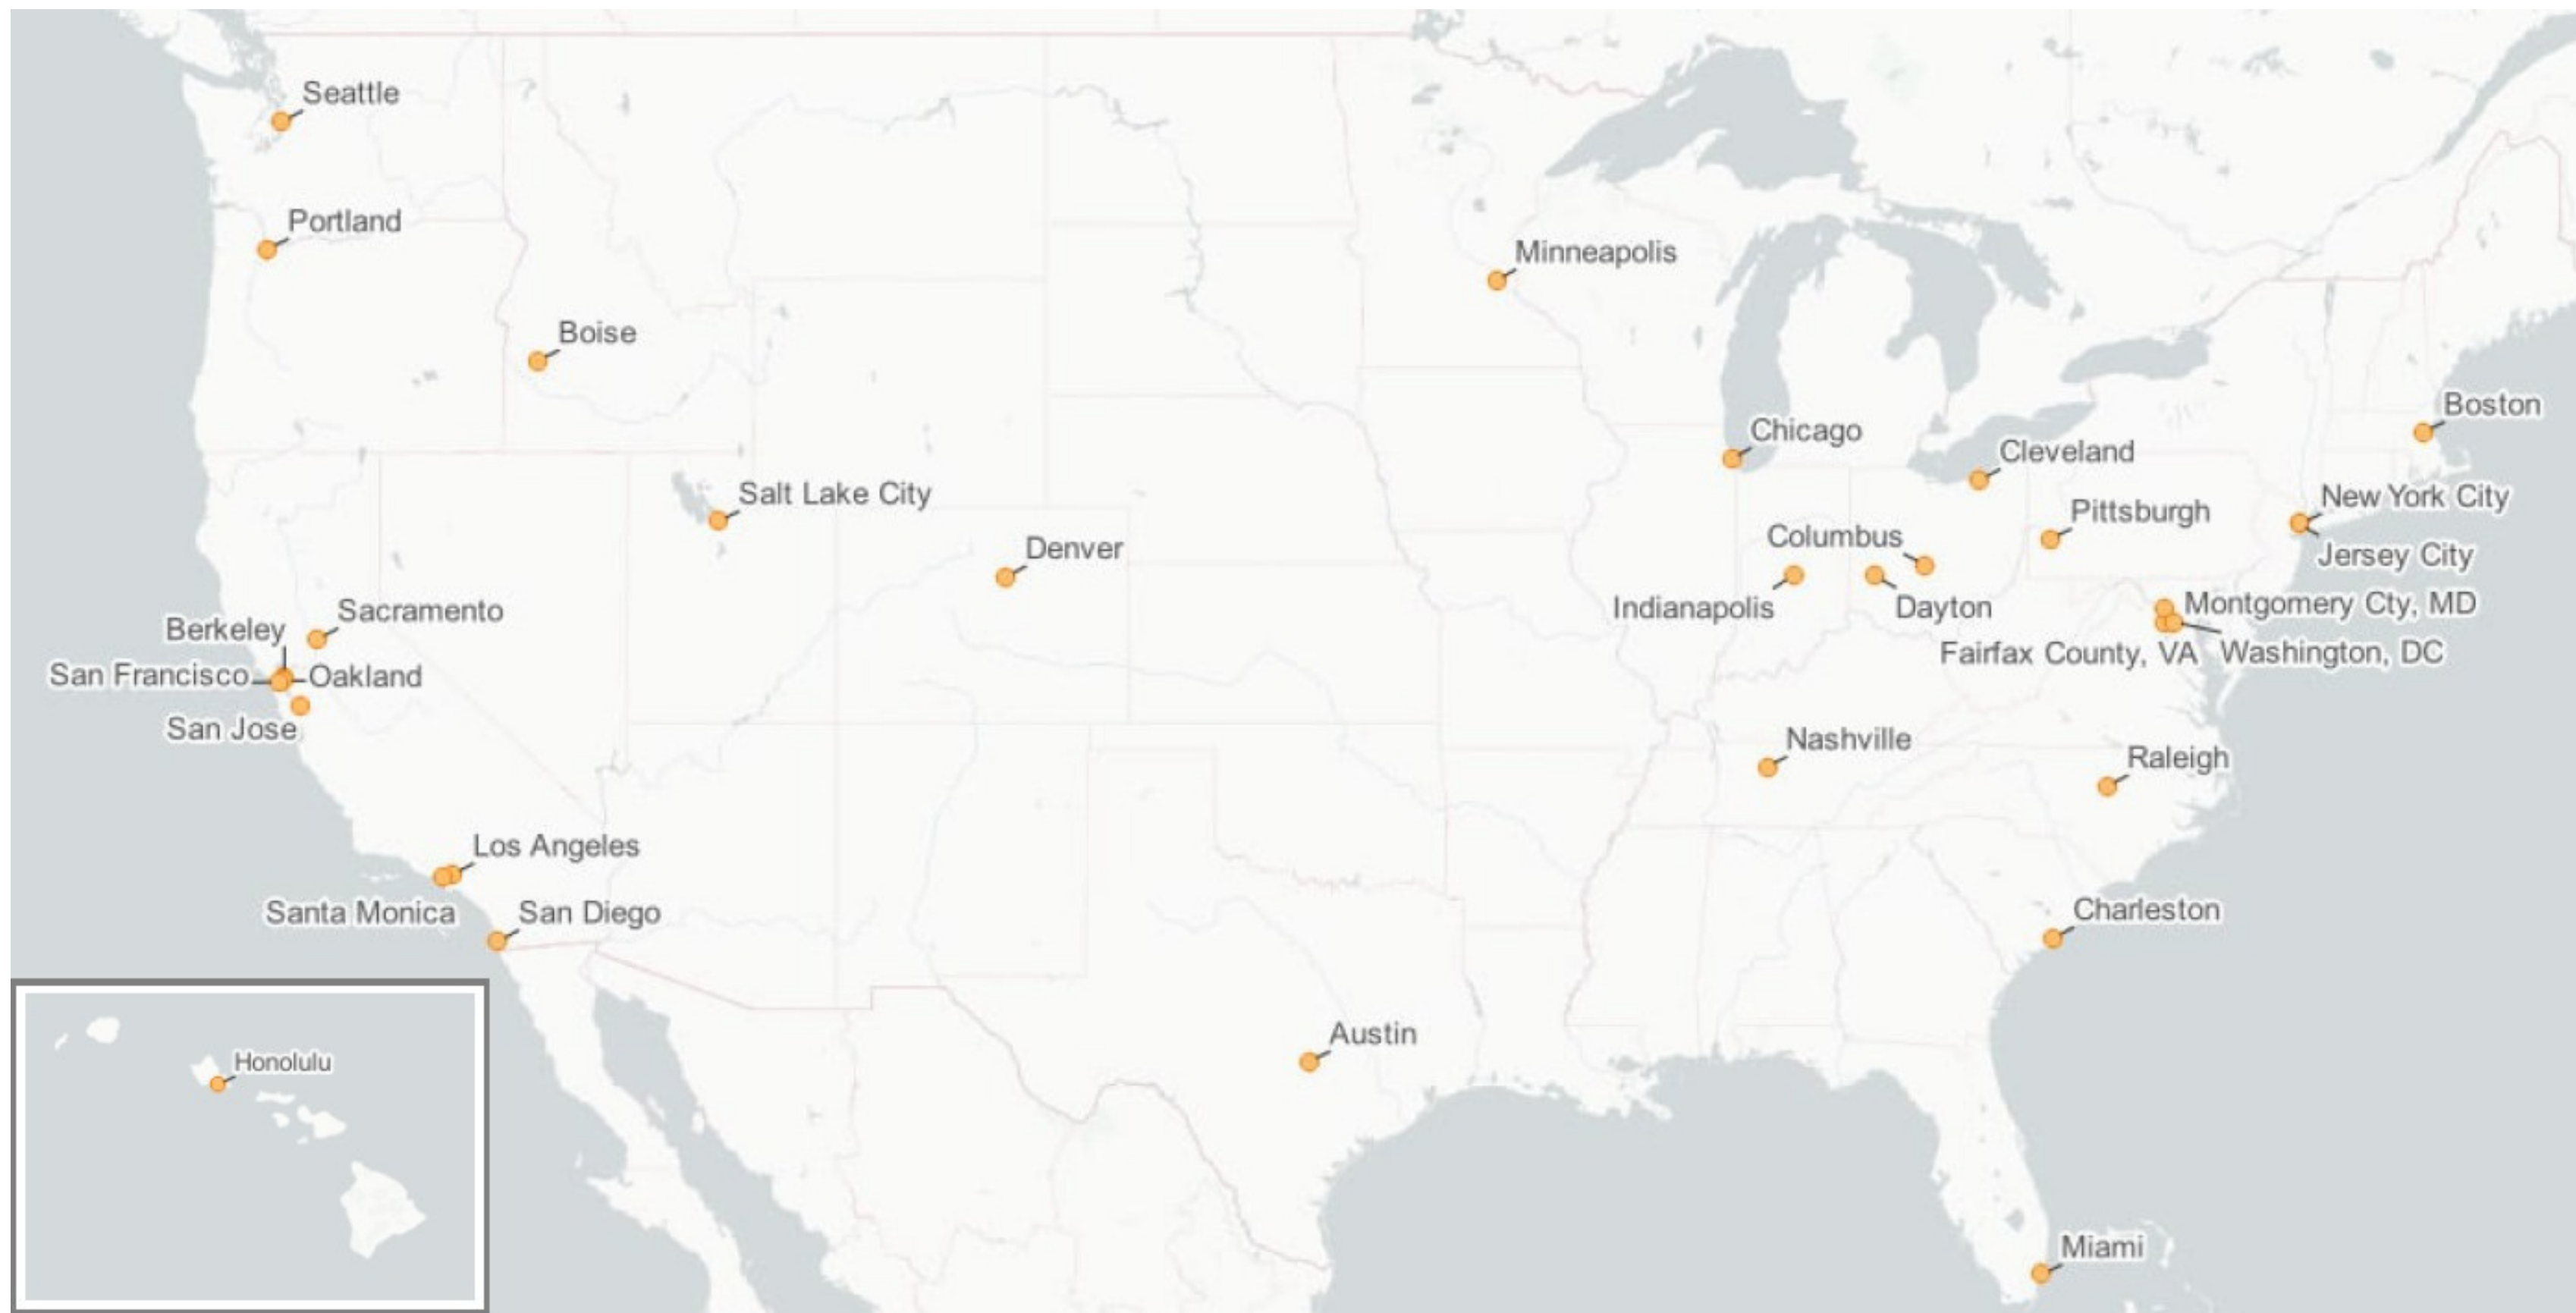 Seattle
Portland
Minneapolis
Boise
Boston
Chicago
Cleveland
Salt Lake City
New York City
Pittsburgh
Columbus
Denver
Jersey City
Montgomery Cty, MD
Indianapolis
Dayton
Sacramento
Berkeley
Fairfax County, VA
Washington, DC
San Francisco
Oakland
San Jose
Nashville
Raleigh
Los Angeles
Santa Monica
San Diego
Charleston
Austin
Honolulu
Miami